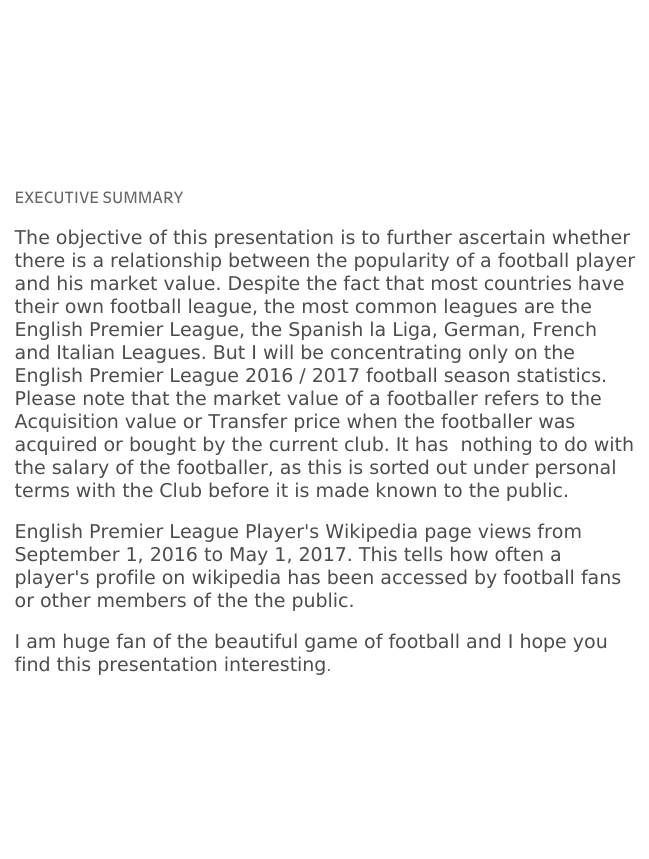 EXECUTIVE SUMMARY
The objective of this presentation is to further ascertain whether
there is a relationship between the popularity of a football player
and his market value. Despite the fact that most countries have
their own football league, the most common leagues are the
English Premier League, the Spanish la Liga, German, French
and Italian Leagues. But I will be concentrating only on the
English Premier League 2016 / 2017 football season statistics.
Please note that the market value of a footballer refers to the
Acquisition value or Transfer price when the footballer was
acquired or bought by the current club. It has  nothing to do with
the salary of the footballer, as this is sorted out under personal
terms with the Club before it is made known to the public.
English Premier League Player's Wikipedia page views from
September 1, 2016 to May 1, 2017. This tells how often a
player's profile on wikipedia has been accessed by football fans
or other members of the the public.
I am huge fan of the beautiful game of football and I hope you
find this presentation interesting.